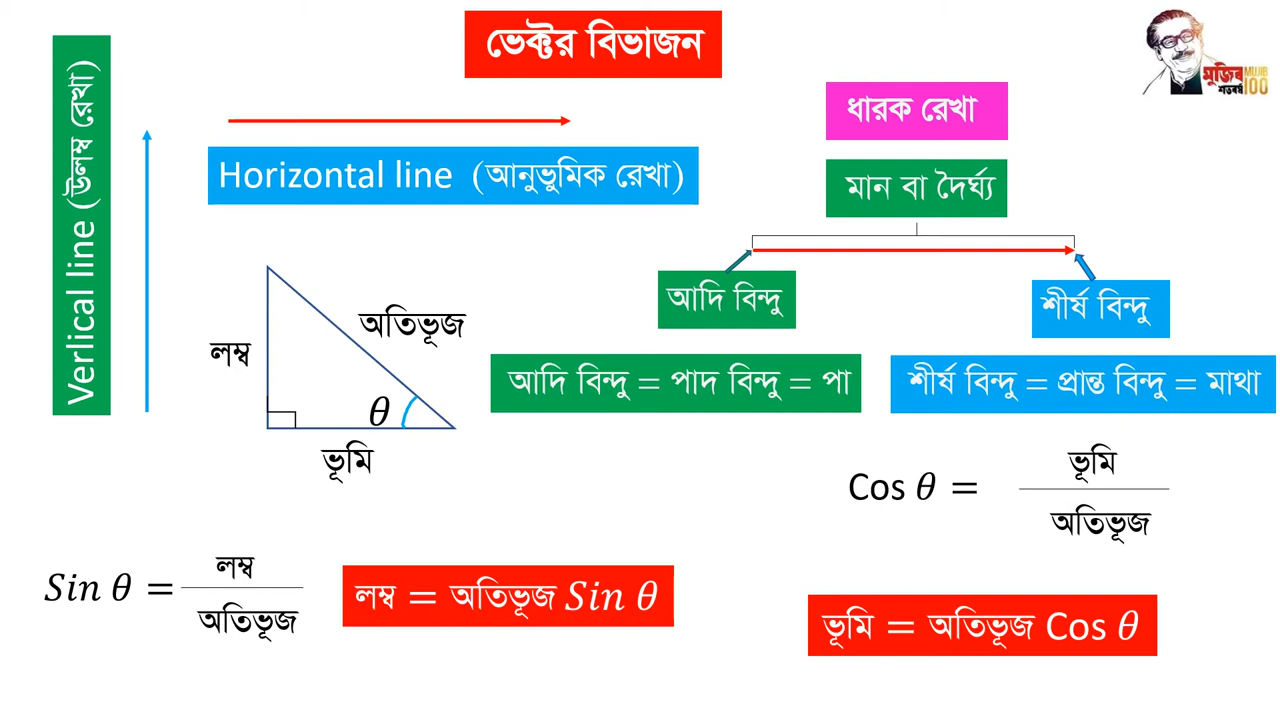 ভেক্টর বিভাজন
মুজিব
শতবর্ষ
MUJIB
100
Verlical line (উলম্ব রেখা)
Horizontal line (আনুভুমিক রেখা)
ধারক রেখা
মান বা দৈর্ঘ্য
আদি বিন্দু
শীর্ষ বিন্দু
লম্ব
অতিভূজ
θ
ভূমি
আদি বিন্দু = পাদ বিন্দু = পা
শীর্ষ বিন্দু = প্রান্ত বিন্দু = মাথা
Cos θ = ভূমি / অতিভূজ
Sin θ = লম্ব / অতিভূজ
লম্ব = অতিভূজ Sin θ
ভূমি = অতিভূজ Cos θ